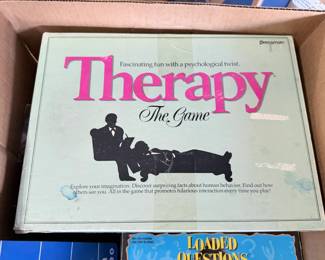 Fascinating fun with a psychological twist.
Pressman
Therapy
The Game
Explore your imagination. Discover surprising facts about human behavior. Find out how
others see you. All in the game that promotes hilarious interaction every time you play!
LOADED
QUESTIONS